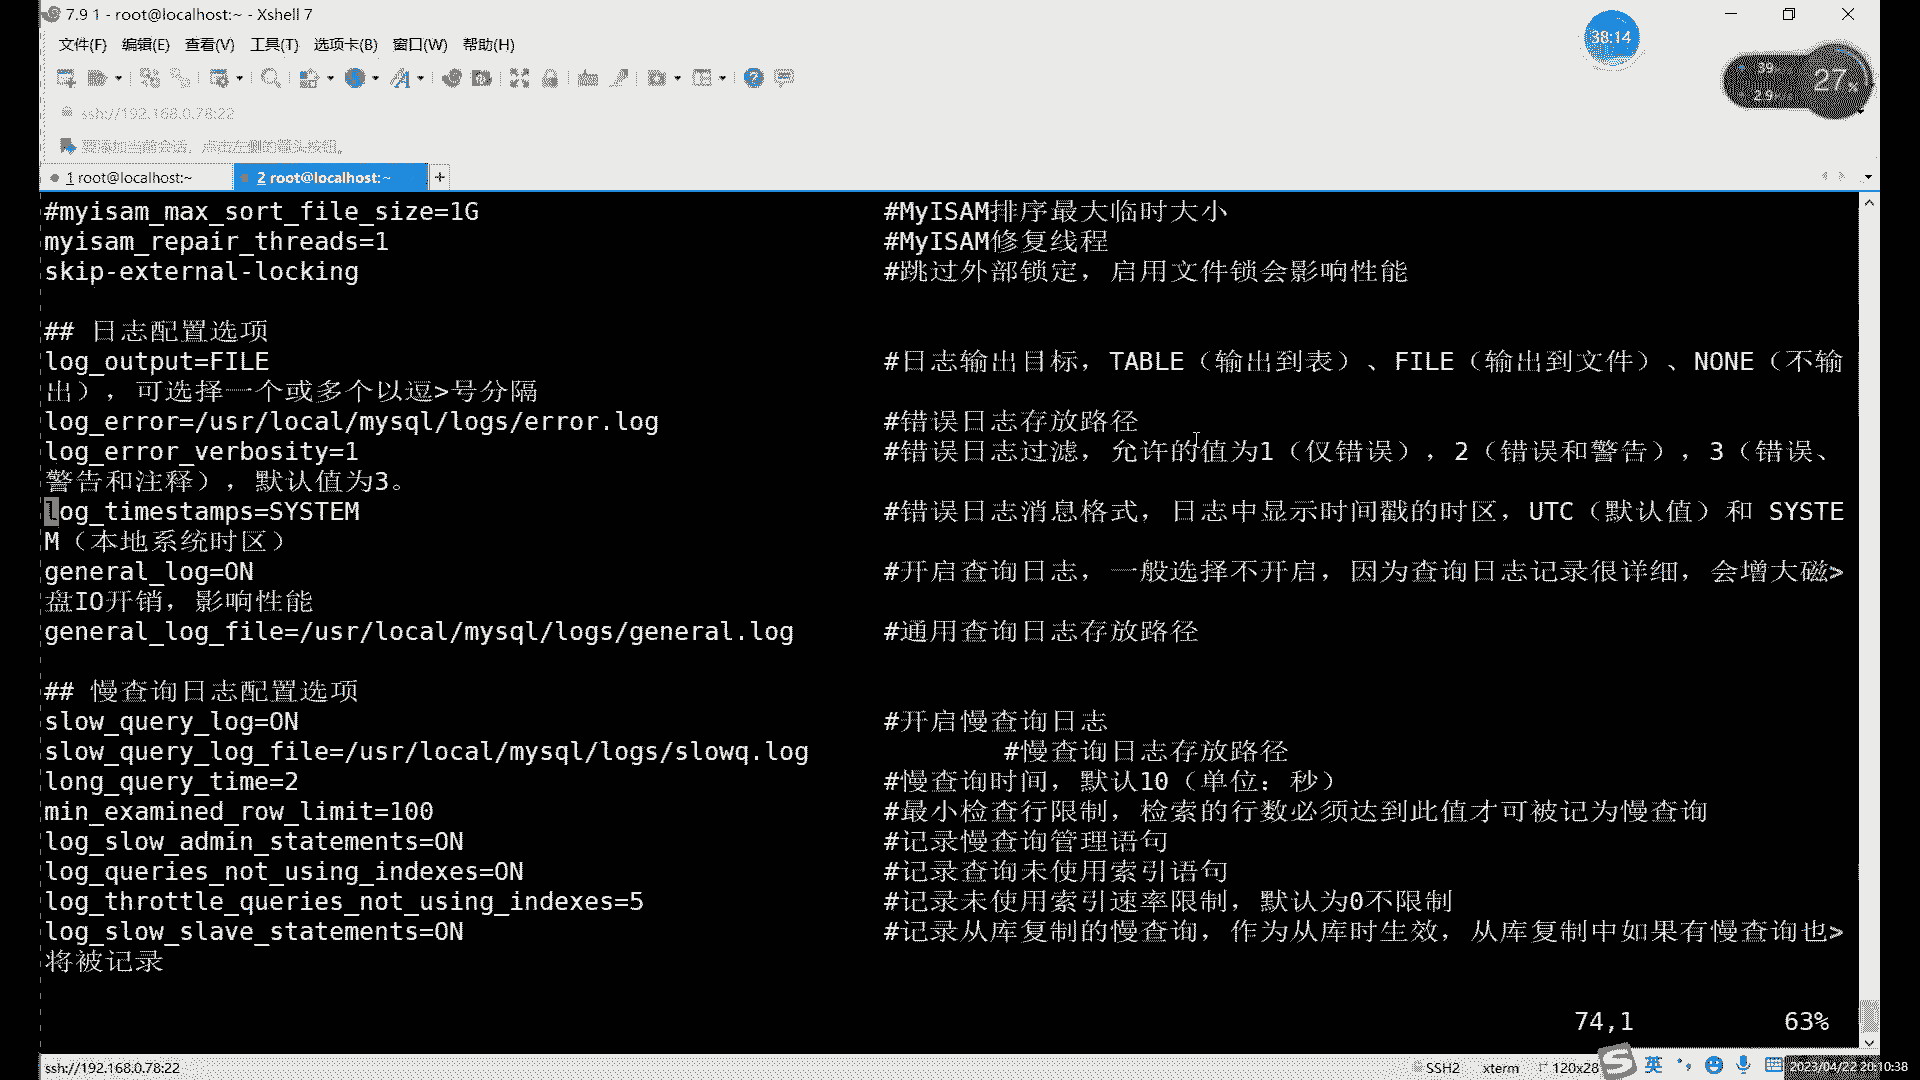 7.9 1 - root@localhost:~ - Xshell 7
38:14
文件(F) 编辑(E) 查看(V) 工具(T) 选项卡(B) 窗口(W) 帮助(H)
39
27%
2.9
ssh://192.168.0.78:22
要添加当前会话，点击左侧的箭头按钮。
1 root@localhost:~ 2 root@localhost:~ +
#myisam_max_sort_file_size=1G #MyISAM排序最大临时大小
myisam_repair_threads=1 #MyISAM修复线程
skip-external-locking #跳过外部锁定，启用文件锁会影响性能
## 日志配置选项
log_output=FILE #日志输出目标，TABLE（输出到表）、FILE（输出到文件）、NONE（不输
出），可选择一个或多个以逗>号分隔
log_error=/usr/local/mysql/logs/error.log #错误日志存放路径
log_error_verbosity=1 #错误日志过滤，允许的值为1（仅错误），2（错误和警告），3（错误、
警告和注释），默认值为3。
log_timestamps=SYSTEM #错误日志消息格式，日志中显示时间戳的时区，UTC（默认值）和 SYSTE
M（本地系统时区）
general_log=ON #开启查询日志，一般选择不开启，因为查询日志记录很详细，会增大磁>
盘IO开销，影响性能
general_log_file=/usr/local/mysql/logs/general.log #通用查询日志存放路径
## 慢查询日志配置选项
slow_query_log=ON #开启慢查询日志
slow_query_log_file=/usr/local/mysql/logs/slowq.log #慢查询日志存放路径
long_query_time=2 #慢查询时间，默认10（单位：秒）
min_examined_row_limit=100 #最小检查行限制，检索的行数必须达到此值才可被记为慢查询
log_slow_admin_statements=ON #记录慢查询管理语句
log_queries_not_using_indexes=ON #记录查询未使用索引语句
log_throttle_queries_not_using_indexes=5 #记录未使用索引速率限制，默认为0不限制
log_slow_slave_statements=ON #记录从库复制的慢查询，作为从库时生效，从库复制中如果有慢查询也>
将被记录
74,1 63%
ssh://192.168.0.78:22 SSH2 xterm 120x28 英 2023/04/22 20:10:38